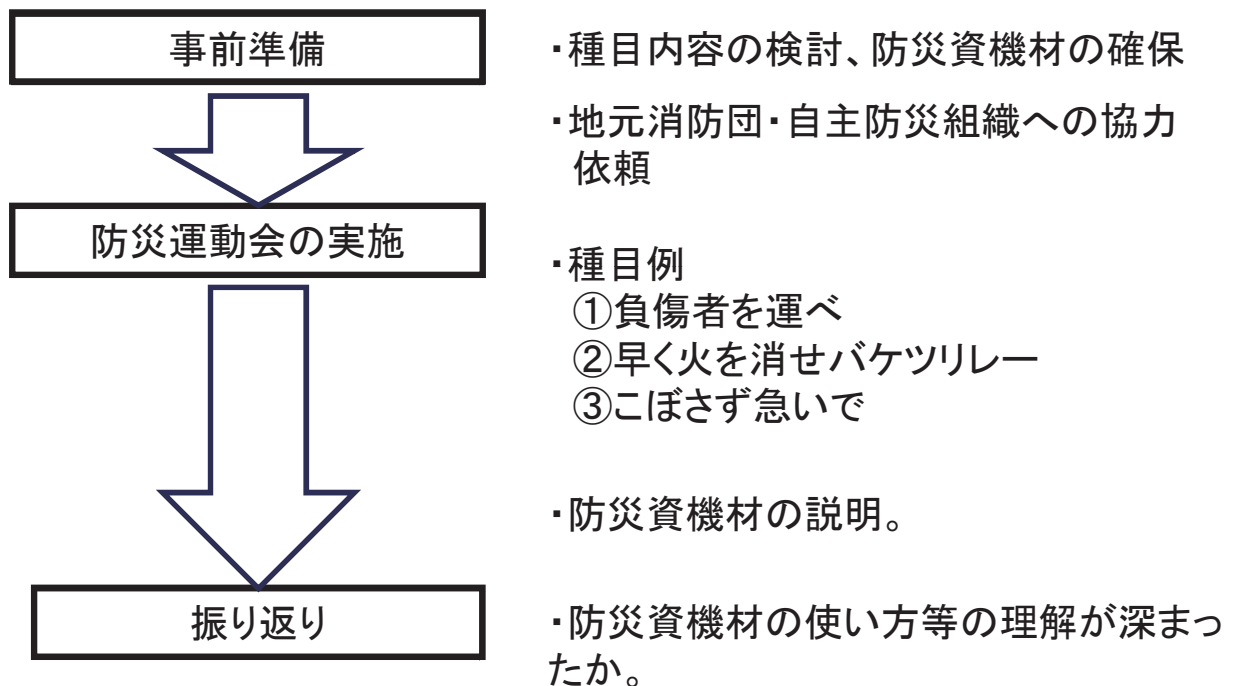 事前準備
・種目内容の検討、防災資機材の確保
・地元消防団・自主防災組織への協力
依頼
防災運動会の実施
・種目例
①負傷者を運べ
②早く火を消せバケツリレー
③こぼさず急いで
・防災資機材の説明。
振り返り
・防災資機材の使い方等の理解が深まっ
たか。